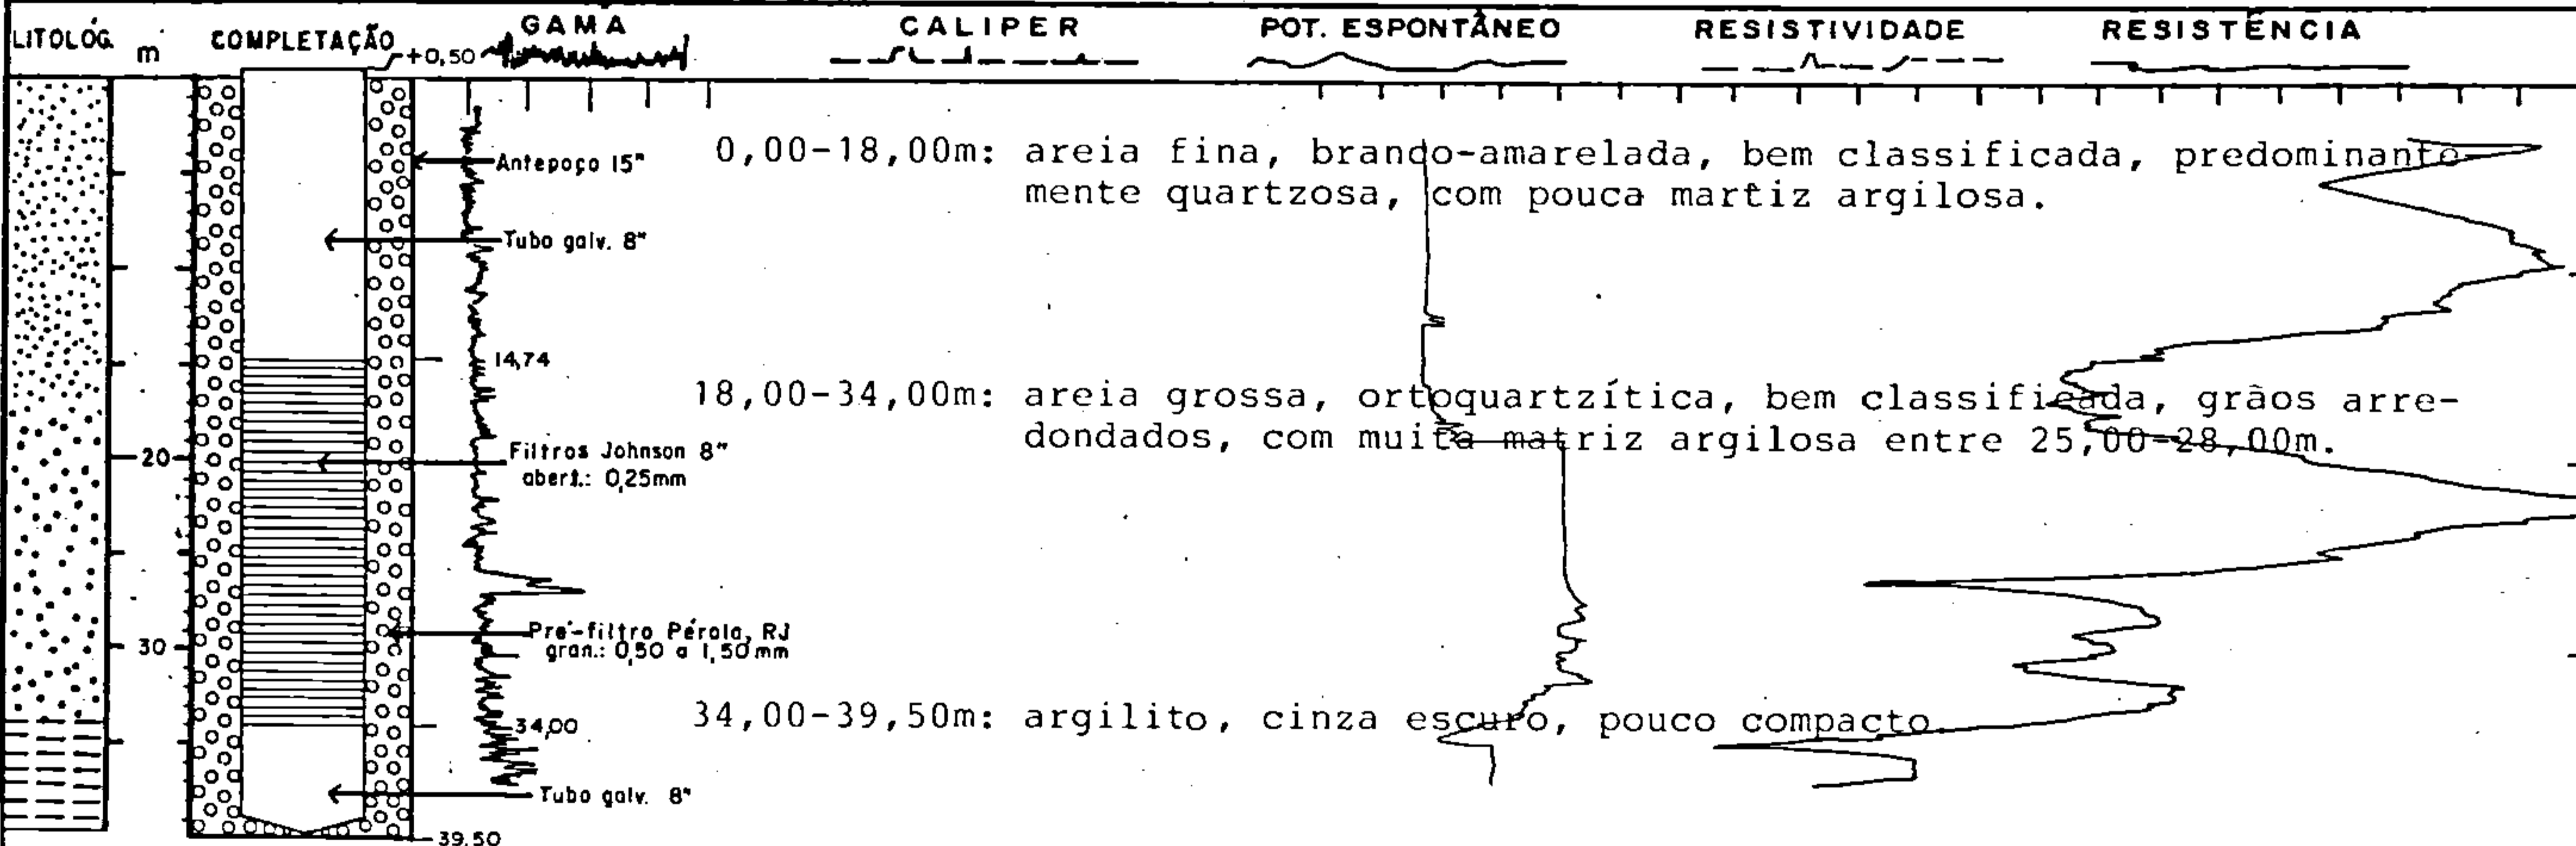 LITOLÓG.
m
COMPLETAÇÃO
GAMA
CALIPER
POT. ESPONTÂNEO
RESISTIVIDADE
RESISTÊNCIA
+0,50
Antepoço 15"
0,00-18,00m: areia fina, brando-amarelada, bem classificada, predominante-
mente quartzosa, com pouca martiz argilosa.
Tubo galv. 8"
14,74
18,00-34,00m: areia grossa, ortoquartzítica, bem classificada, grãos arre-
dondados, com muita matriz argilosa entre 25,00-28,00m.
20
Filtros Johnson 8"
abert.: 0,25mm
30
Pré-filtro Pérola, RJ
gran.: 0,50 a 1,50mm
34,00
34,00-39,50m: argilito, cinza escuro, pouco compacto
Tubo galv. 8"
39,50